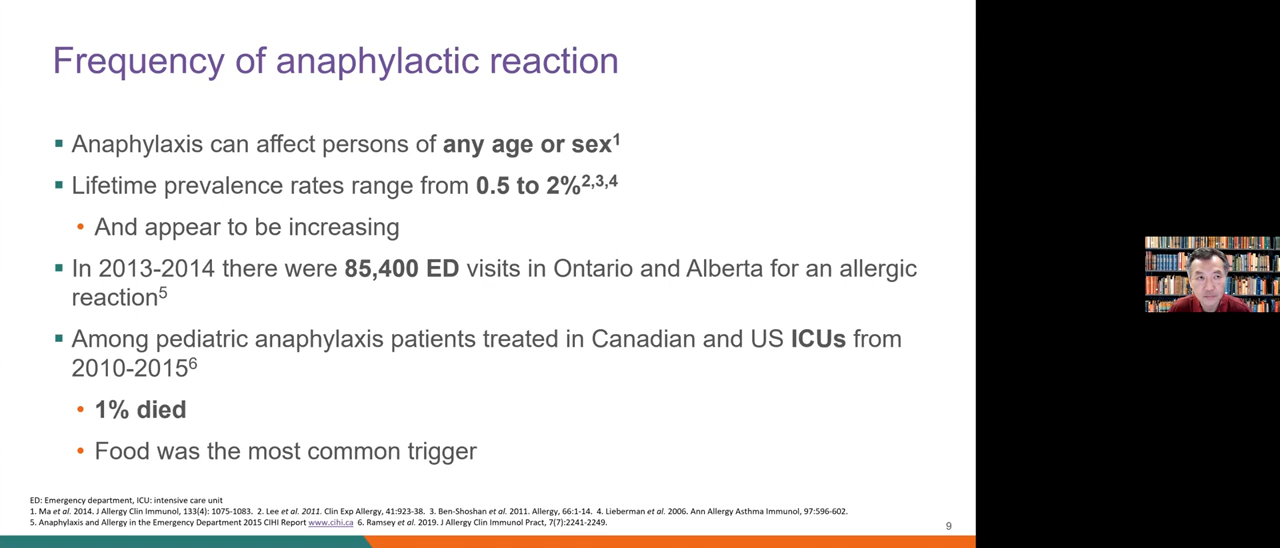 Frequency of anaphylactic reaction
▪ Anaphylaxis can affect persons of any age or sex1
▪ Lifetime prevalence rates range from 0.5 to 2%2,3,4
• And appear to be increasing
▪ In 2013-2014 there were 85,400 ED visits in Ontario and Alberta for an allergic
reaction5
▪ Among pediatric anaphylaxis patients treated in Canadian and US ICUs from
2010-20156
• 1% died
• Food was the most common trigger
ED: Emergency department, ICU: intensive care unit
1. Ma et al. 2014. J Allergy Clin Immunol, 133(4): 1075-1083. 2. Lee et al. 2011. Clin Exp Allergy, 41:923-38. 3. Ben-Shoshan et al. 2011. Allergy, 66:1-14. 4. Lieberman et al. 2006. Ann Allergy Asthma Immunol, 97:596-602.
5. Anaphylaxis and Allergy in the Emergency Department 2015 CIHI Report www.cihi.ca 6. Ramsey et al. 2019. J Allergy Clin Immunol Pract, 7(7):2241-2249.
9